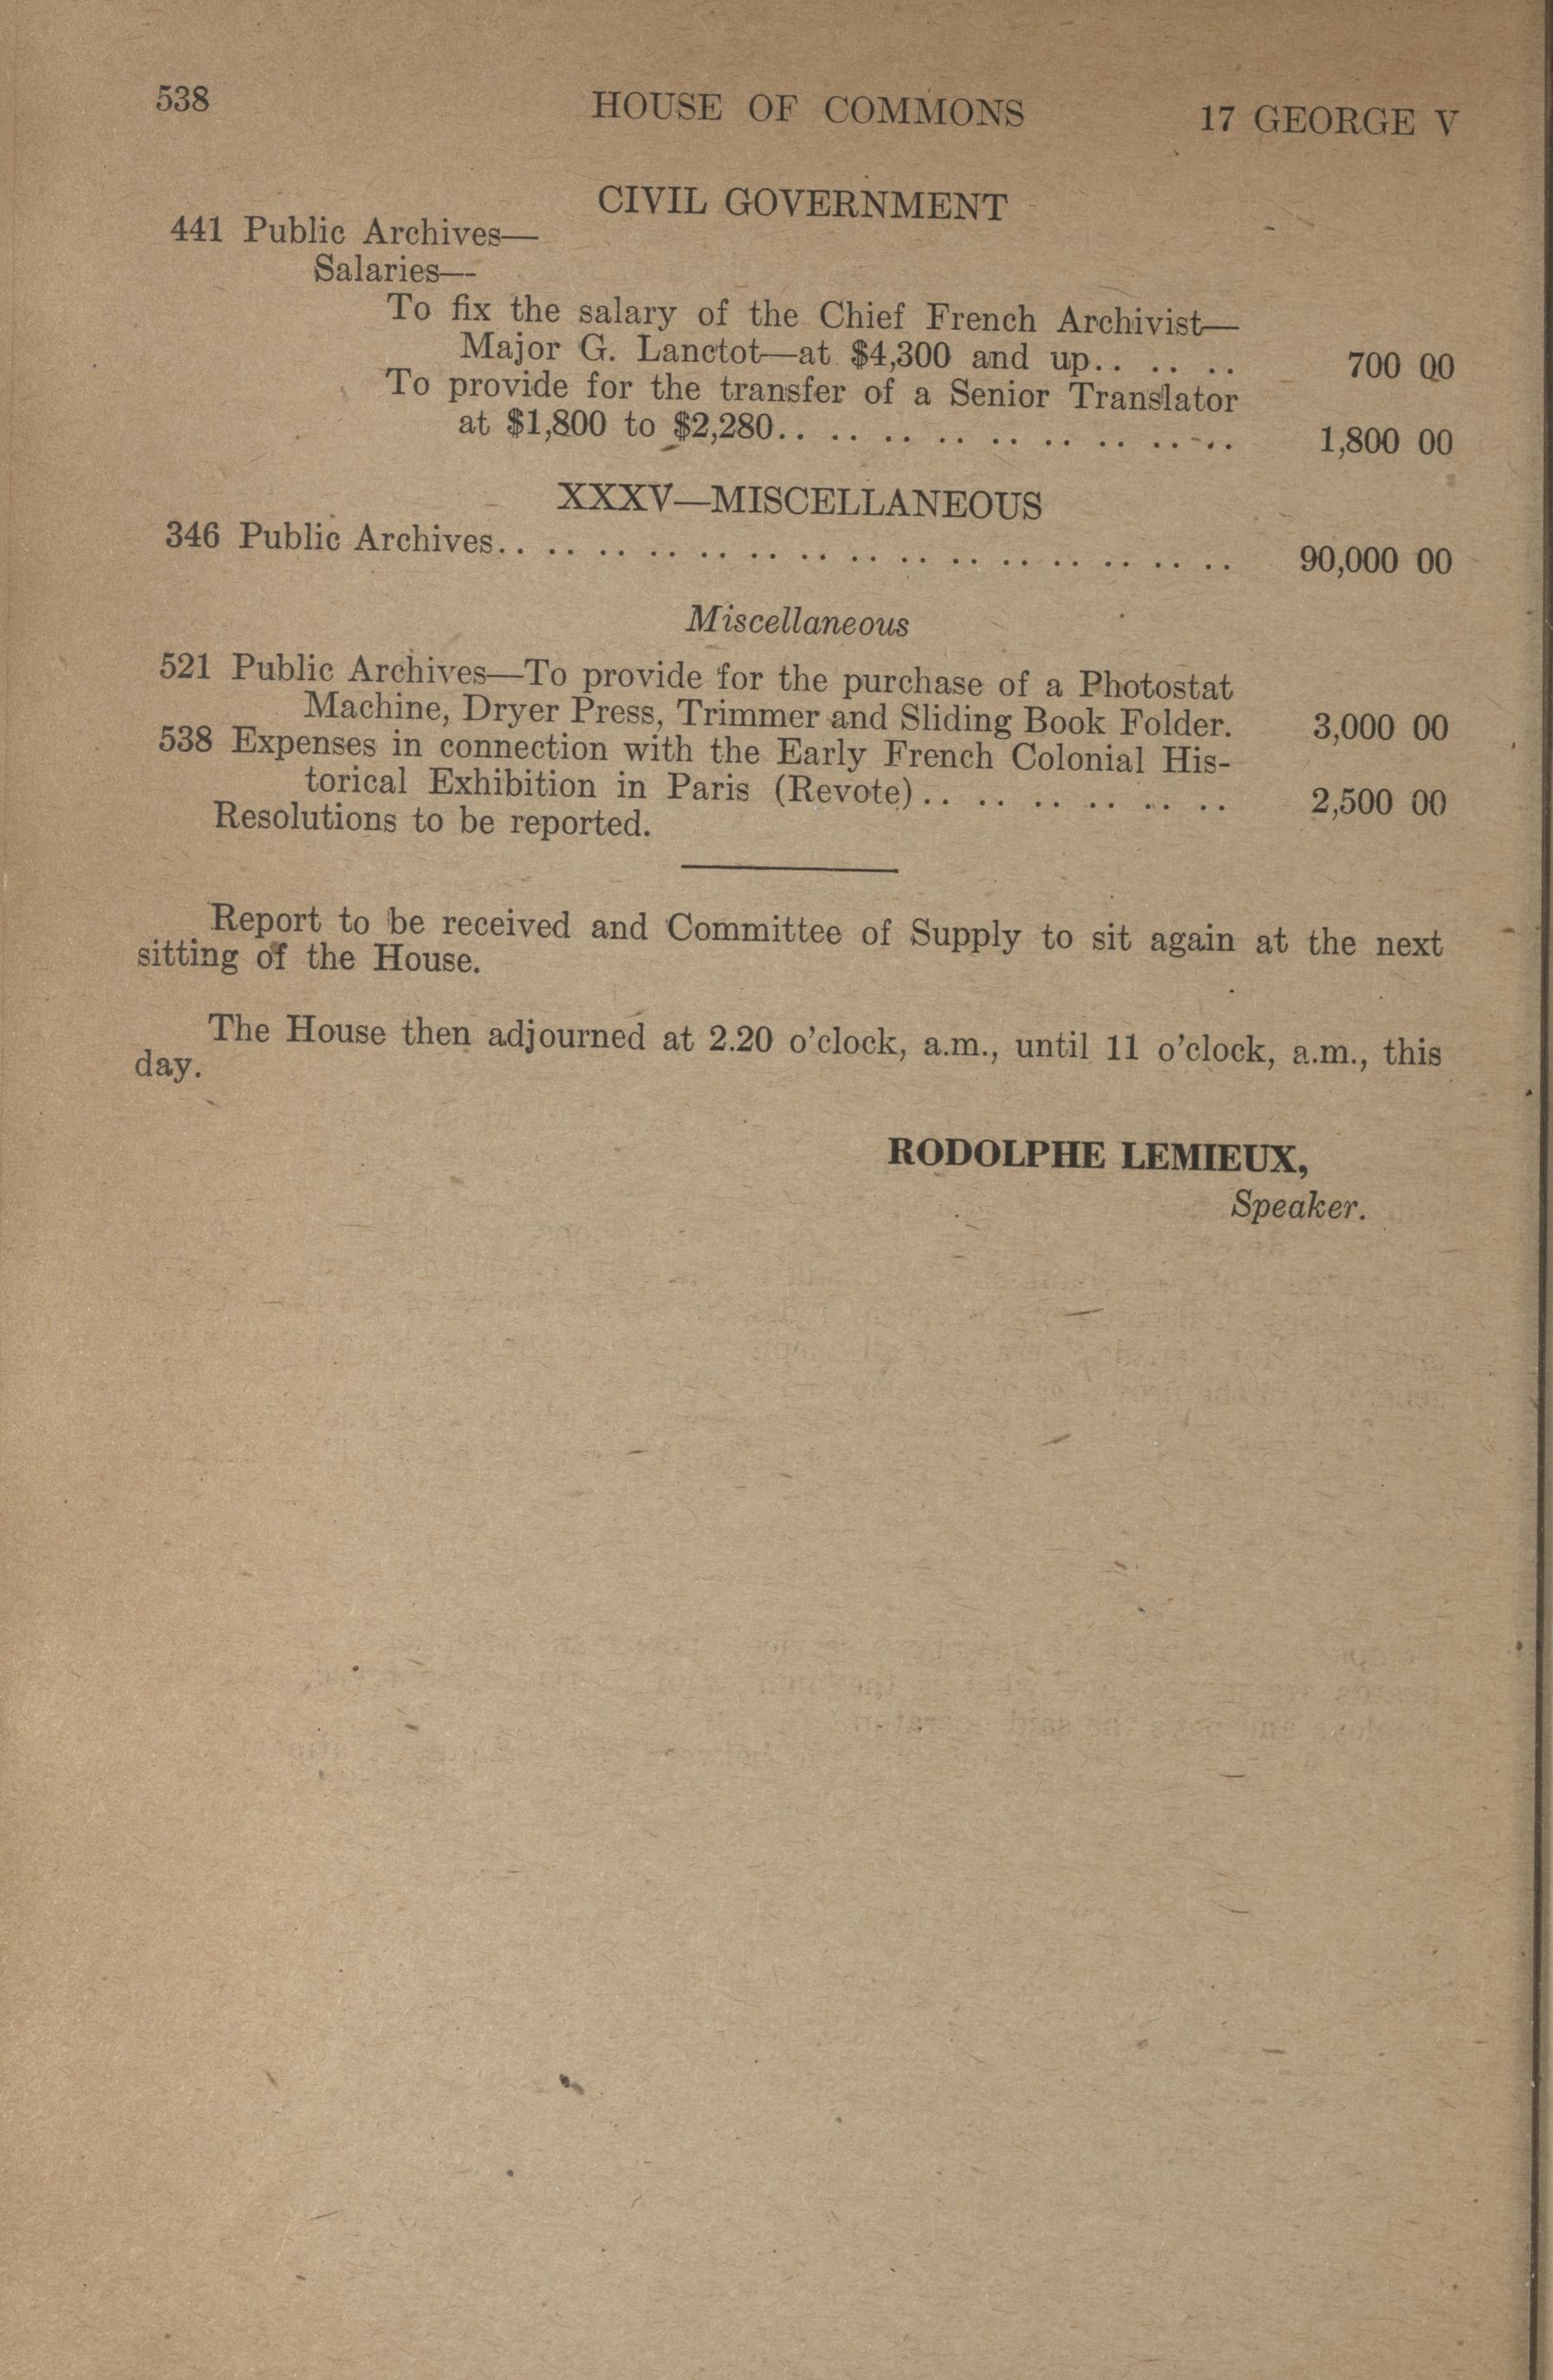 538 HOUSE OF COMMONS 17 GEORGE V
CIVIL GOVERNMENT
441 Public Archives—
Salaries—
To fix the salary of the Chief French Archivist—
Major G. Lanctot—at $4,300 and up.. .. .. 700 00
To provide for the transfer of a Senior Translator
at $1,800 to $2,280.. .. .. .. .. .. .. .. .. 1,800 00
XXXV—MISCELLANEOUS
346 Public Archives.. .. .. .. .. .. .. .. .. .. .. .. .. .. .. 90,000 00
Miscellaneous
521 Public Archives—To provide for the purchase of a Photostat
Machine, Dryer Press, Trimmer and Sliding Book Folder. 3,000 00
538 Expenses in connection with the Early French Colonial His-
torical Exhibition in Paris (Revote).. .. .. .. .. .. 2,500 00
Resolutions to be reported.
Report to be received and Committee of Supply to sit again at the next
sitting of the House.
The House then adjourned at 2.20 o'clock, a.m., until 11 o'clock, a.m., this
day.
RODOLPHE LEMIEUX,
Speaker.